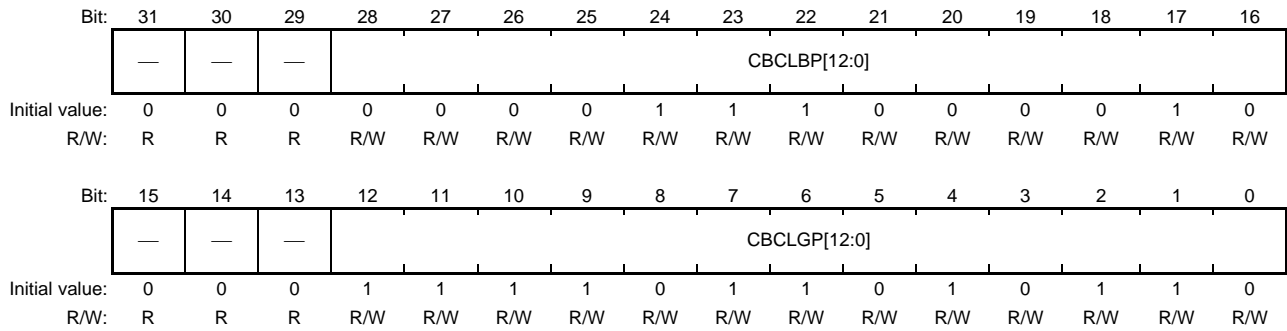 Bit: 31 30 29 28 27 26 25 24 23 22 21 20 19 18 17 16
— — — CBCLBP[12:0]
Initial value: 0 0 0 0 0 0 0 1 1 1 0 0 0 0 1 0
R/W: R R R R/W R/W R/W R/W R/W R/W R/W R/W R/W R/W R/W R/W R/W
Bit: 15 14 13 12 11 10 9 8 7 6 5 4 3 2 1 0
— — — CBCLGP[12:0]
Initial value: 0 0 0 1 1 1 1 0 1 1 0 1 0 1 1 0
R/W: R R R R/W R/W R/W R/W R/W R/W R/W R/W R/W R/W R/W R/W R/W